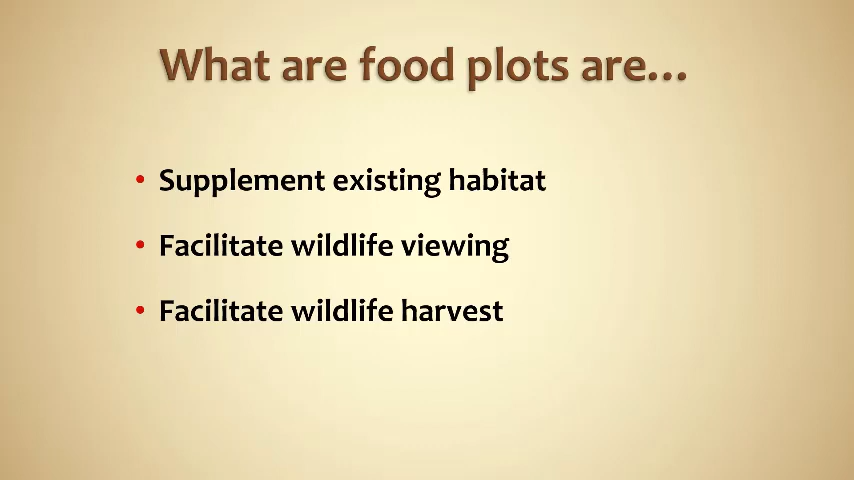 What are food plots are...
• Supplement existing habitat
• Facilitate wildlife viewing
• Facilitate wildlife harvest